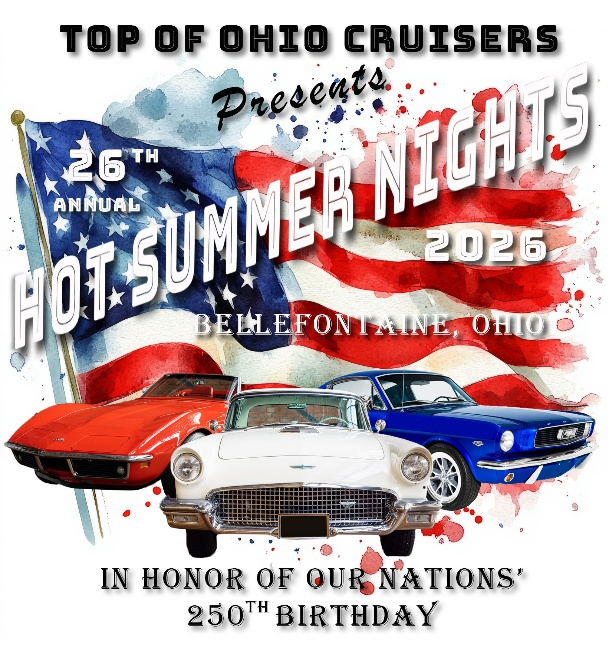 TOP OF OHIO CRUISERS
Presents
26TH
ANNUAL
HOT SUMMER NIGHTS
2026
BELLEFONTAINE, OHIO
IN HONOR OF OUR NATIONS'
250TH BIRTHDAY